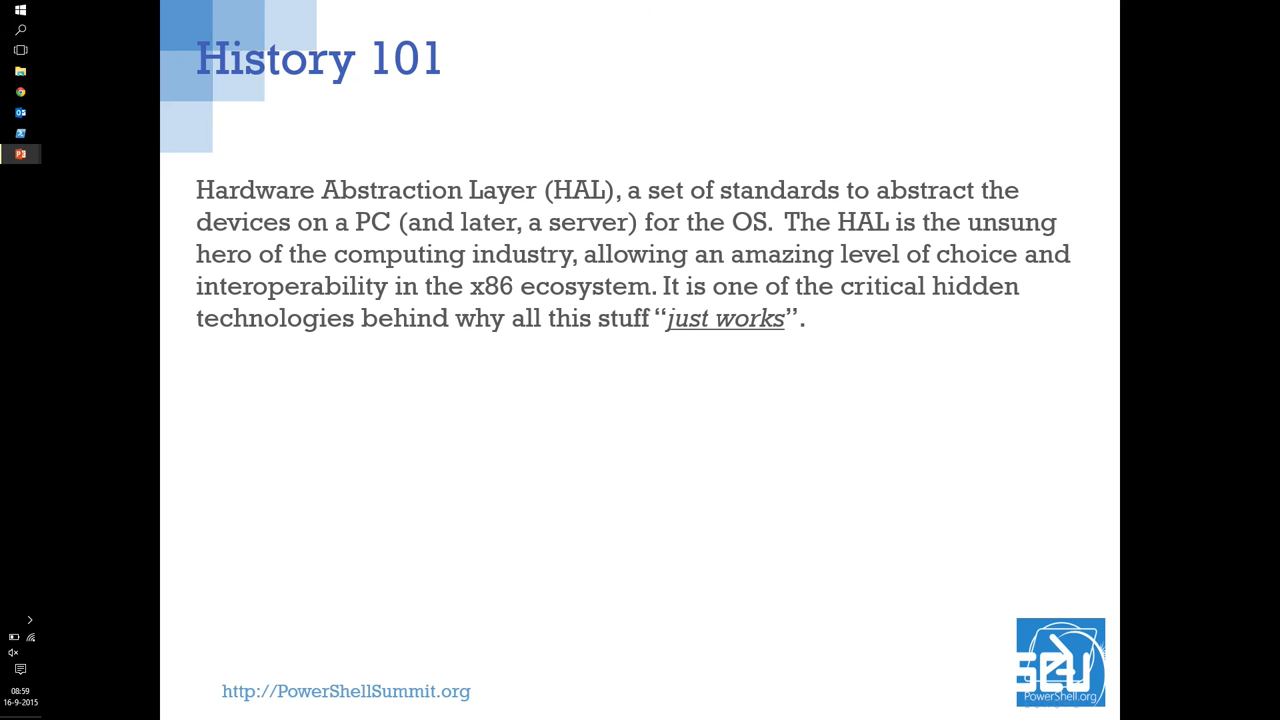 History 101
Hardware Abstraction Layer (HAL), a set of standards to abstract the
devices on a PC (and later, a server) for the OS.  The HAL is the unsung
hero of the computing industry, allowing an amazing level of choice and
interoperability in the x86 ecosystem. It is one of the critical hidden
technologies behind why all this stuff “just works”.
http://PowerShellSummit.org
PowerShell.org
08:59
16-9-2015